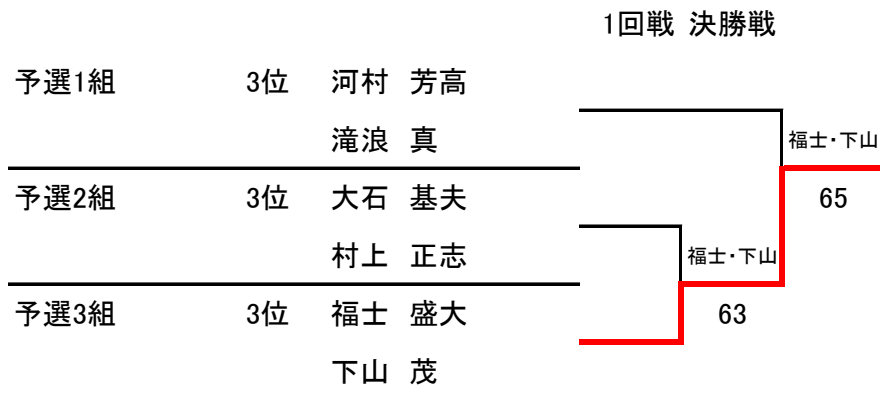 1回戦 決勝戦
予選1組 3位 河村 芳高
滝浪 真
福士・下山
予選2組 3位 大石 基夫
65
村上 正志
福士・下山
予選3組 3位 福士 盛大
63
下山 茂